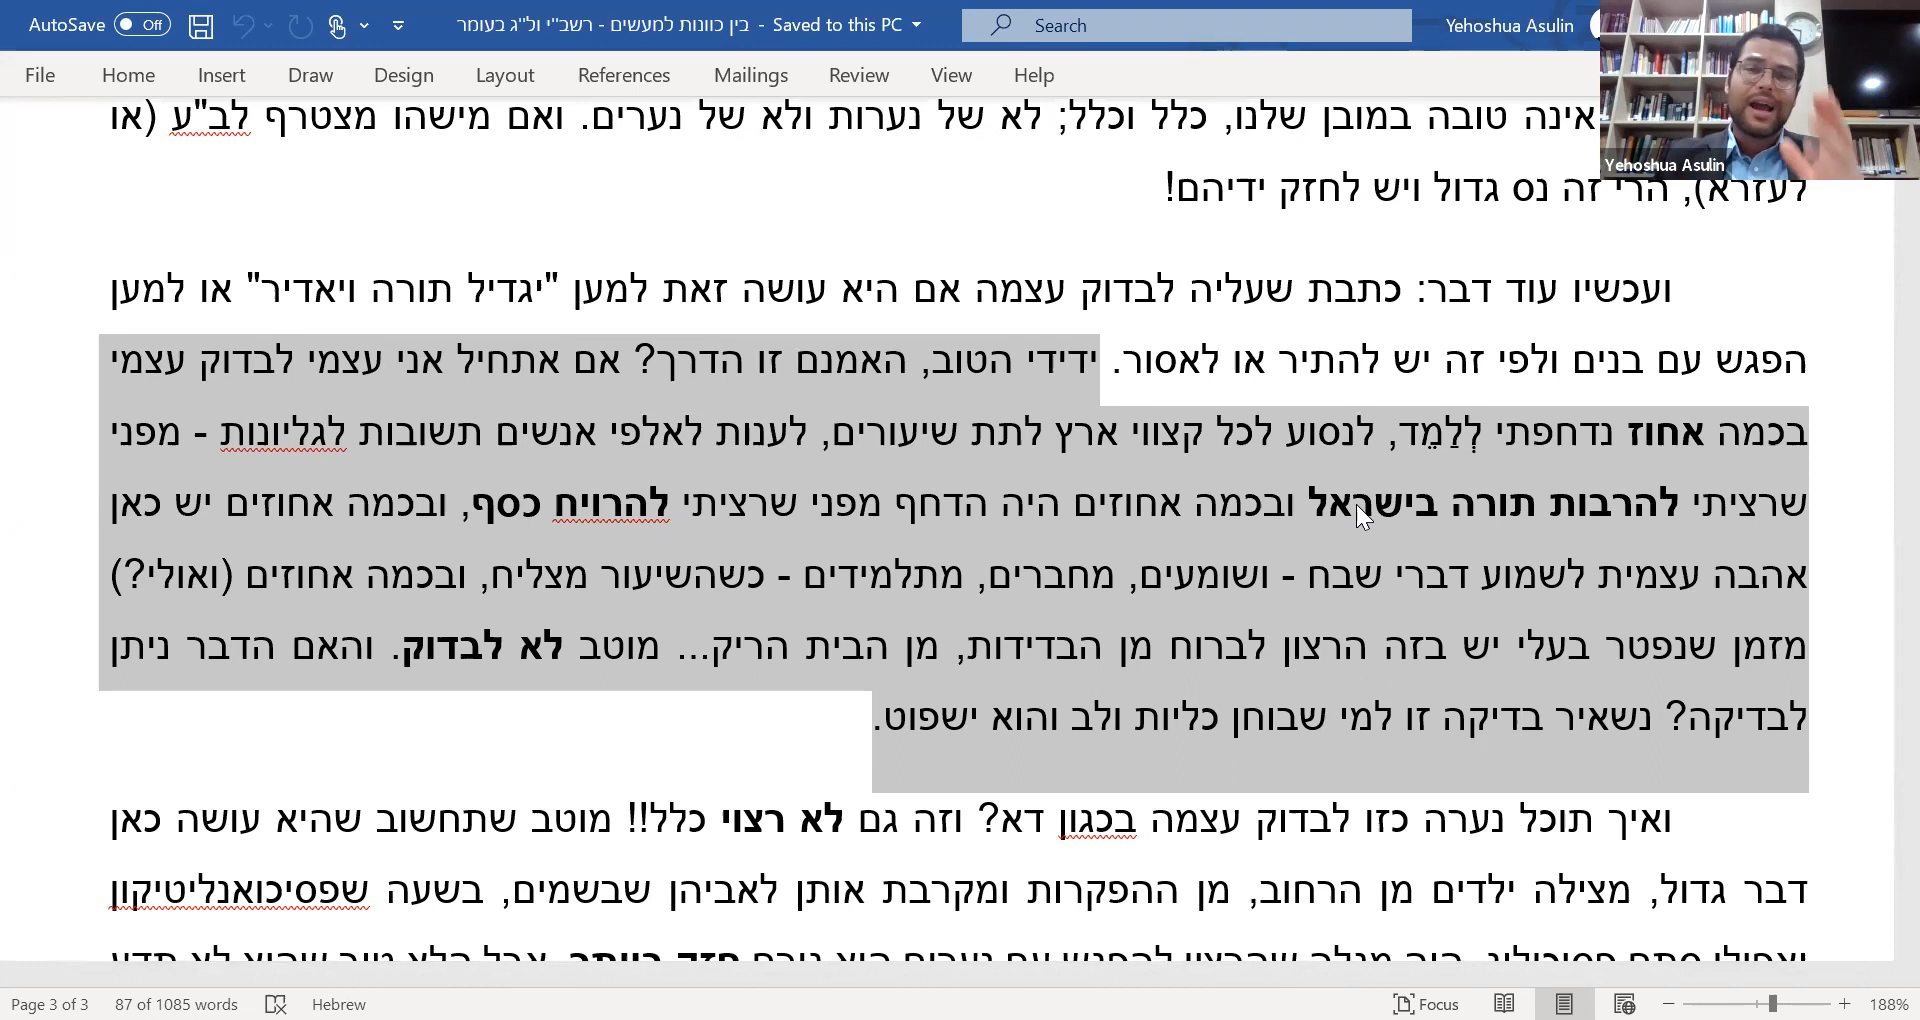 AutoSave Off
בין כוונות למעשים - רשב''י ול''ג בעומר - Saved to this PC
Search
Yehoshua Asulin
File Home Insert Draw Design Layout References Mailings Review View Help
אינה טובה במובן שלנו, כלל וכלל; לא של נערות ולא של נערים. ואם מישהו מצטרף לב"ע (או
לעזרא), הרי זה נס גדול ויש לחזק ידיהם!
Yehoshua Asulin
ועכשיו עוד דבר: כתבת שעליה לבדוק עצמה אם היא עושה זאת למען "יגדיל תורה ויאדיר" או למען
הפגש עם בנים ולפי זה יש להתיר או לאסור. ידידי הטוב, האמנם זו הדרך? אם אתחיל אני עצמי לבדוק עצמי
בכמה אחוז נדחפתי לְלַמֵד, לנסוע לכל קצווי ארץ לתת שיעורים, לענות לאלפי אנשים תשובות לגליונות - מפני
שרציתי להרבות תורה בישראל ובכמה אחוזים היה הדחף מפני שרציתי להרויח כסף, ובכמה אחוזים יש כאן
אהבה עצמית לשמוע דברי שבח - ושומעים, מחברים, מתלמידים - כשהשיעור מצליח, ובכמה אחוזים (ואולי?)
מזמן שנפטר בעלי יש בזה הרצון לברוח מן הבדידות, מן הבית הריק... מוטב לא לבדוק. והאם הדבר ניתן
לבדיקה? נשאיר בדיקה זו למי שבוחן כליות ולב והוא ישפוט.
ואיך תוכל נערה כזו לבדוק עצמה בכגון דא? וזה גם לא רצוי כלל!! מוטב שתחשוב שהיא עושה כאן
דבר גדול, מצילה ילדים מן הרחוב, מן ההפקרות ומקרבת אותן לאביהן שבשמים, בשעה שפסיכואנליטיקון
Page 3 of 3 87 of 1085 words Hebrew Focus 188%